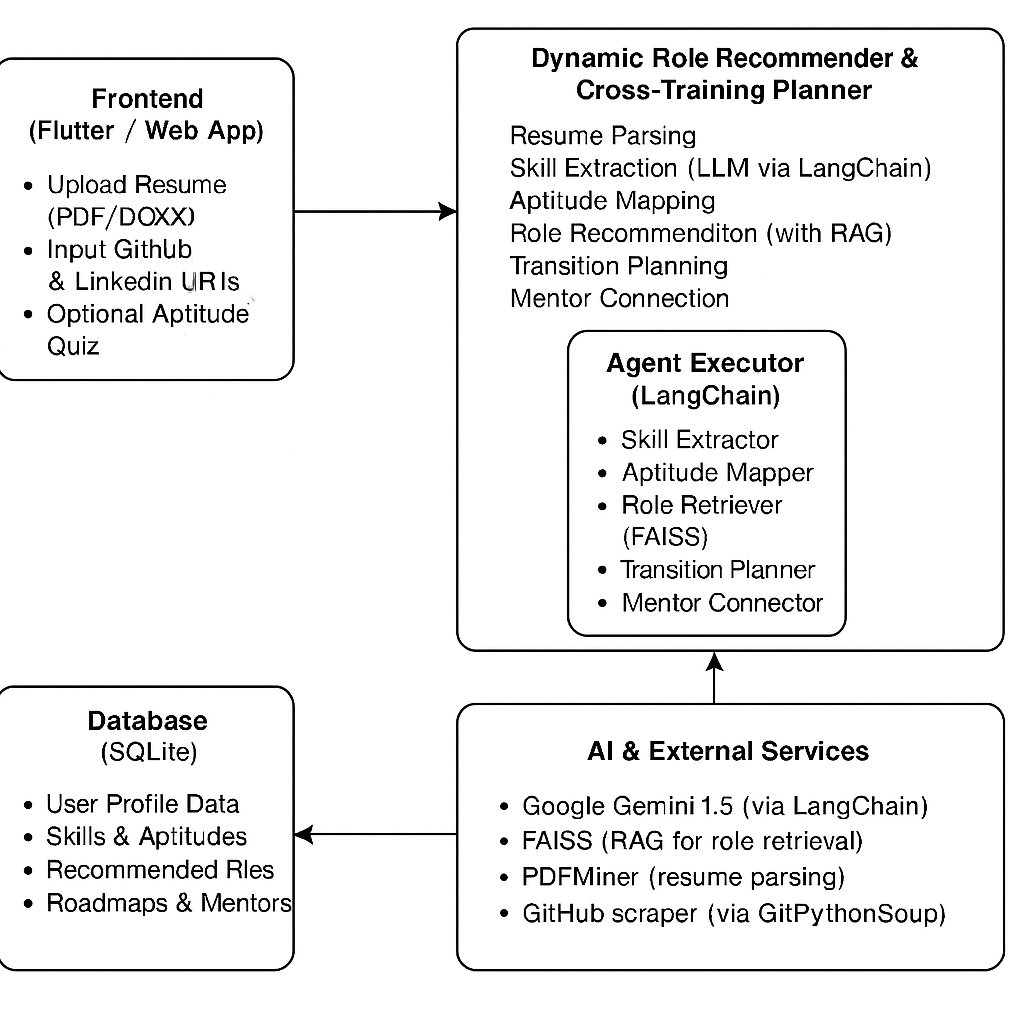 Frontend
(Flutter / Web App)
• Upload Resume
(PDF/DOXX)
• Input Github
& Linkedin URIs
• Optional Aptitude
Quiz
Dynamic Role Recommender &
Cross-Training Planner
Resume Parsing
Skill Extraction (LLM via LangChain)
Aptitude Mapping
Role Recommenditon (with RAG)
Transition Planning
Mentor Connection
Agent Executor
(LangChain)
• Skill Extractor
• Aptitude Mapper
• Role Retriever
(FAISS)
• Transition Planner
• Mentor Connector
Database
(SQLite)
• User Profile Data
• Skills & Aptitudes
• Recommended Rles
• Roadmaps & Mentors
AI & External Services
• Google Gemini 1.5 (via LangChain)
• FAISS (RAG for role retrieval)
• PDFMiner (resume parsing)
• GitHub scraper (via GitPythonSoup)